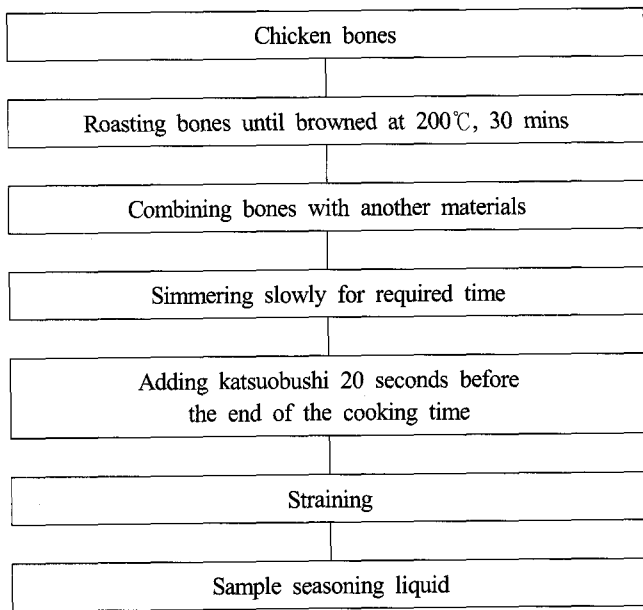 Chicken bones
Roasting bones until browned at 200℃, 30 mins
Combining bones with another materials
Simmering slowly for required time
Adding katsuobushi 20 seconds before
the end of the cooking time
Straining
Sample seasoning liquid